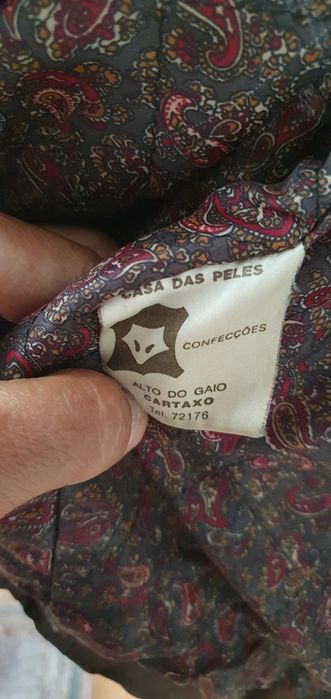 CASA DAS PELES
CONFECÇÕES
ALTO DO GAIO
CARTAXO
Tel. 72176